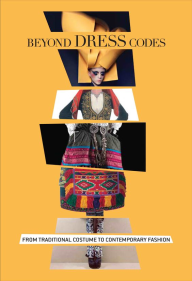 BEYOND DRESS CODES
FROM TRADITIONAL COSTUME TO CONTEMPORARY FASHION